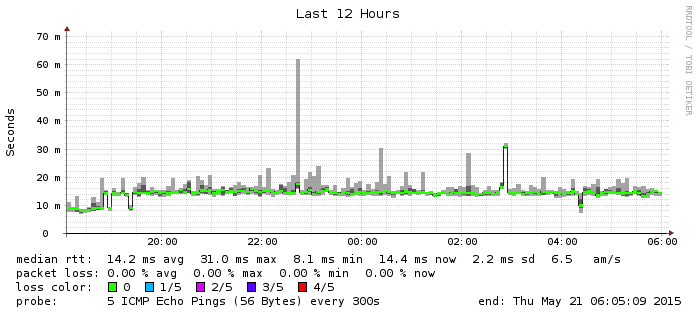 Last 12 Hours
RRDTOOL / TOBI OETIKER
Seconds
70 m
60 m
50 m
40 m
30 m
20 m
10 m
0
20:00 22:00 00:00 02:00 04:00 06:00
median rtt: 14.2 ms avg 31.0 ms max 8.1 ms min 14.4 ms now 2.2 ms sd 6.5 am/s
packet loss: 0.00 % avg 0.00 % max 0.00 % min 0.00 % now
loss color: 0 1/5 2/5 3/5 4/5
probe: 5 ICMP Echo Pings (56 Bytes) every 300s end: Thu May 21 06:05:09 2015